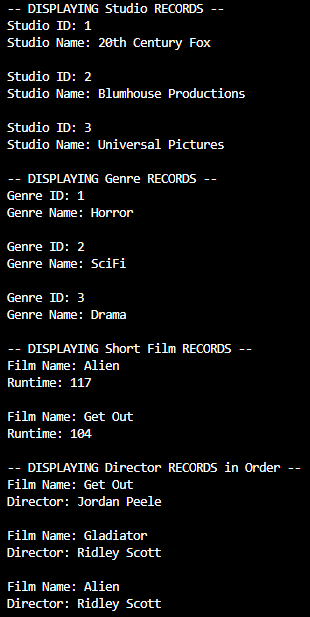 -- DISPLAYING Studio RECORDS --
Studio ID: 1
Studio Name: 20th Century Fox

Studio ID: 2
Studio Name: Blumhouse Productions

Studio ID: 3
Studio Name: Universal Pictures

-- DISPLAYING Genre RECORDS --
Genre ID: 1
Genre Name: Horror

Genre ID: 2
Genre Name: SciFi

Genre ID: 3
Genre Name: Drama

-- DISPLAYING Short Film RECORDS --
Film Name: Alien
Runtime: 117

Film Name: Get Out
Runtime: 104

-- DISPLAYING Director RECORDS in Order --
Film Name: Get Out
Director: Jordan Peele

Film Name: Gladiator
Director: Ridley Scott

Film Name: Alien
Director: Ridley Scott